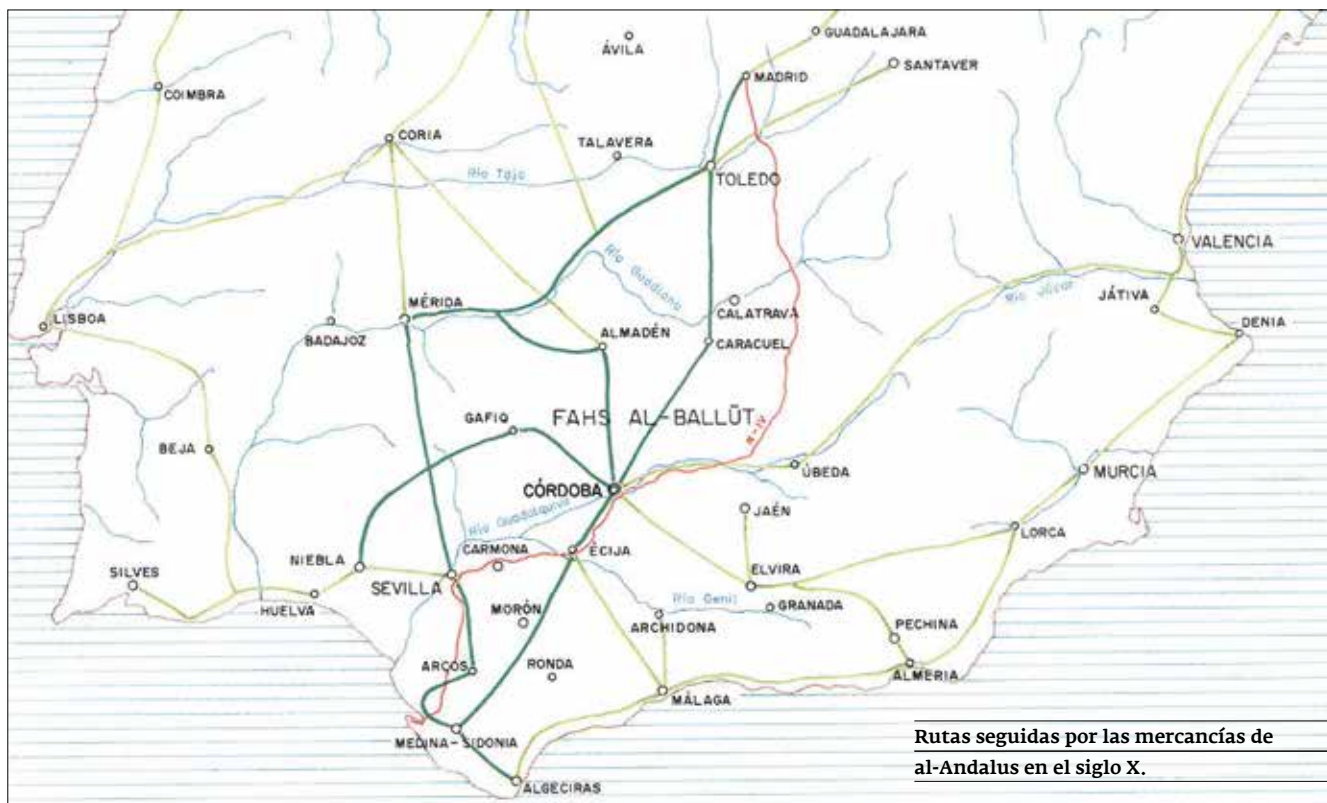 GUADALAJARA
ÁVILA
SANTAVER
MADRID
COIMBRA
CORIA
TALAVERA
Río Tajo
TOLEDO
Río Guadiana
VALENCIA
MÉRIDA
CALATRAVA
Río Júcar
JÁTIVA
LISBOA
BADAJOZ
ALMADÉN
CARACUEL
DENIA
GAFIQ
FAHS AL-BALLŪT
N-IV
BEJA
ÚBEDA
MURCIA
CÓRDOBA
JAÉN
Río Guadalquivir
LORCA
NIEBLA
CARMONA
ÉCIJA
SILVES
SEVILLA
ELVIRA
HUELVA
MORÓN
Río Genil
GRANADA
ARCHIDONA
PECHINA
ARCOS
RONDA
ALMERIA
MÁLAGA
MEDINA-SIDONIA
ALGECIRAS
Rutas seguidas por las mercancías de
al-Andalus en el siglo X.